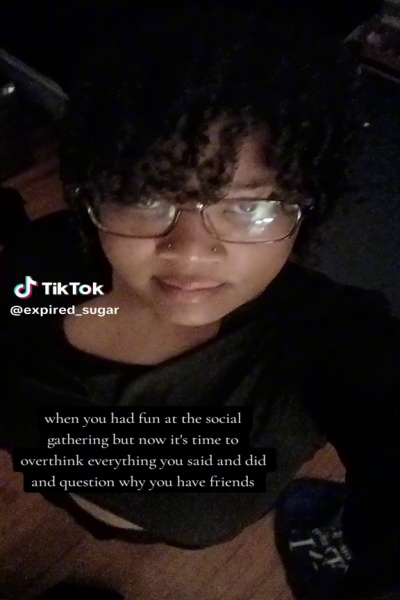 TikTok
@expired_sugar
when you had fun at the social
gathering but now it's time to
overthink everything you said and did
and question why you have friends